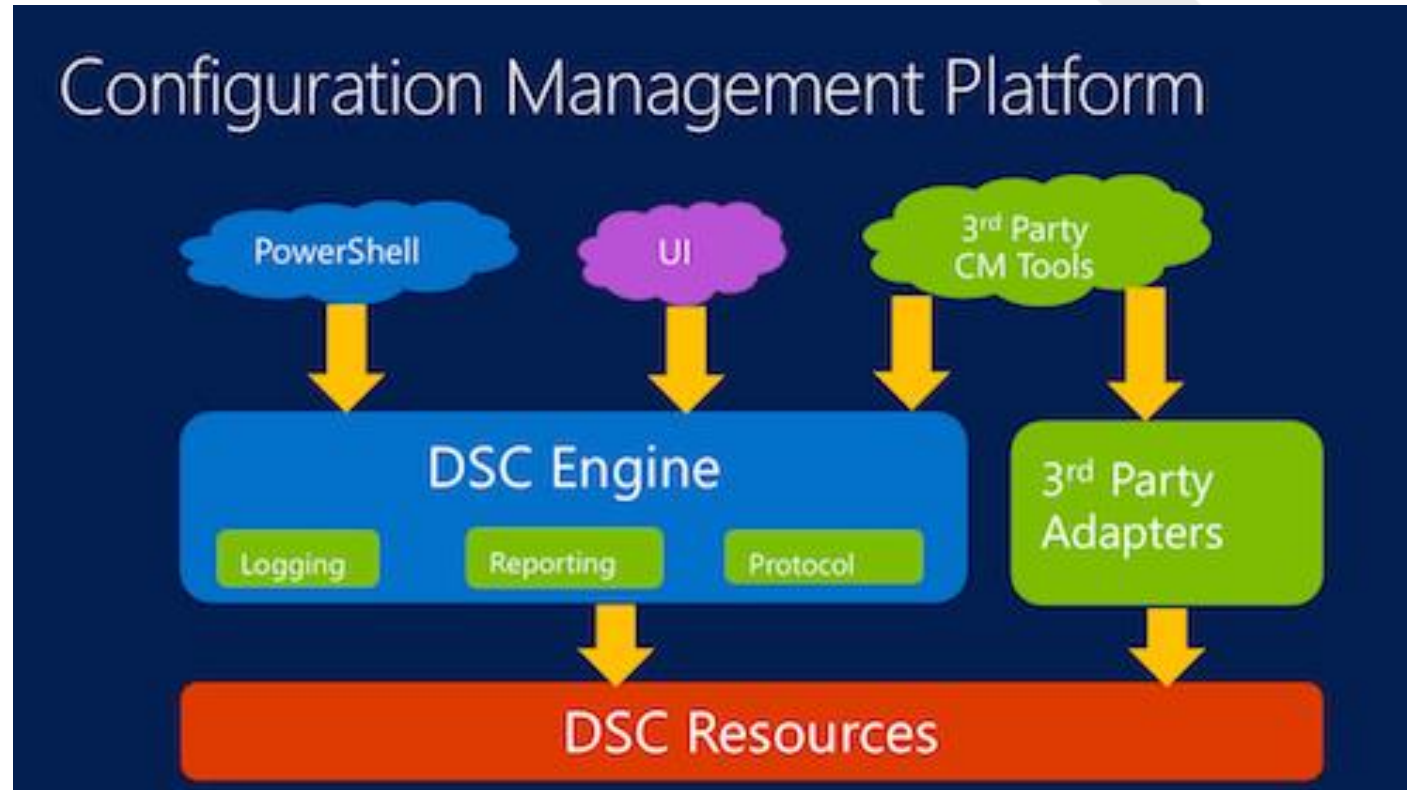 Configuration Management Platform
PowerShell
UI
3rd Party
CM Tools
DSC Engine
3rd Party
Adapters
Logging
Reporting
Protocol
DSC Resources